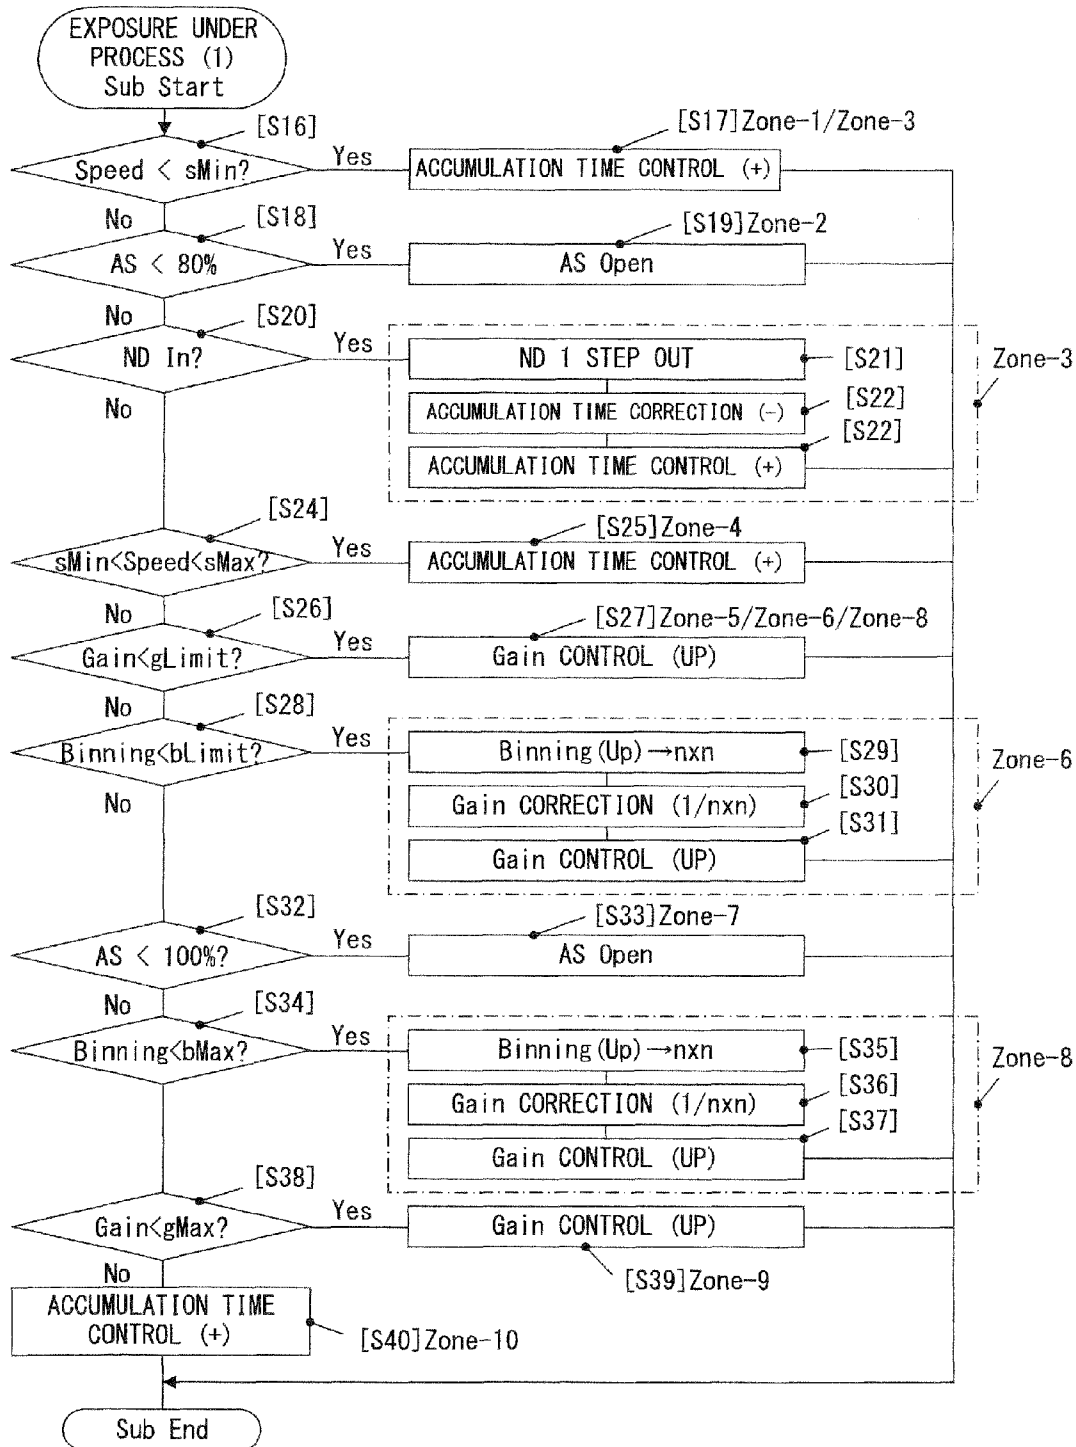 EXPOSURE UNDER
PROCESS (1)
Sub Start
[S16]
Speed < sMin?
Yes
[S17]Zone-1/Zone-3
ACCUMULATION TIME CONTROL (+)
No
[S18]
AS < 80%
Yes
[S19]Zone-2
AS Open
No
[S20]
ND In?
Yes
ND 1 STEP OUT
[S21]
Zone-3
ACCUMULATION TIME CORRECTION (-)
[S22]
ACCUMULATION TIME CONTROL (+)
[S22]
No
[S24]
sMin<Speed<sMax?
Yes
[S25]Zone-4
ACCUMULATION TIME CONTROL (+)
No
[S26]
Gain<gLimit?
Yes
[S27]Zone-5/Zone-6/Zone-8
Gain CONTROL (UP)
No
[S28]
Binning<bLimit?
Yes
Binning(Up)→nxn
[S29]
Zone-6
Gain CORRECTION (1/nxn)
[S30]
Gain CONTROL (UP)
[S31]
No
[S32]
AS < 100%?
Yes
[S33]Zone-7
AS Open
No
[S34]
Binning<bMax?
Yes
Binning(Up)→nxn
[S35]
Zone-8
Gain CORRECTION (1/nxn)
[S36]
Gain CONTROL (UP)
[S37]
[S38]
Gain<gMax?
Yes
Gain CONTROL (UP)
[S39]Zone-9
No
ACCUMULATION TIME
CONTROL (+)
[S40]Zone-10
Sub End